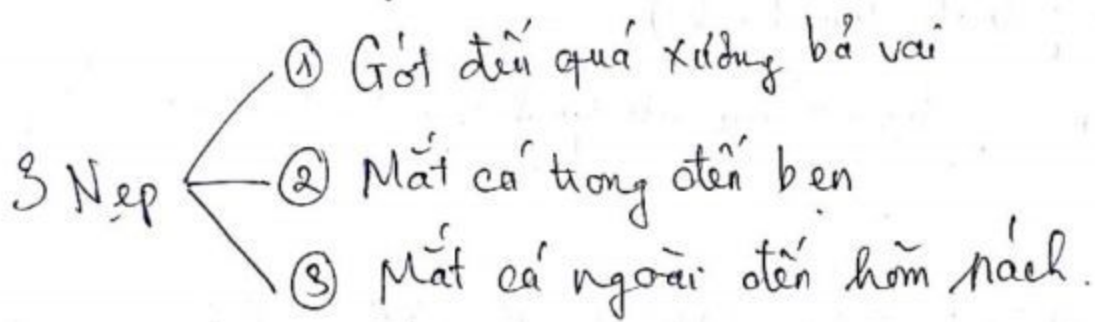 ① Gót đến quá xương bả vai
3 Nẹp
② Mắt cá trong đến bẹn
③ Mắt cá ngoài đến hõm nách.